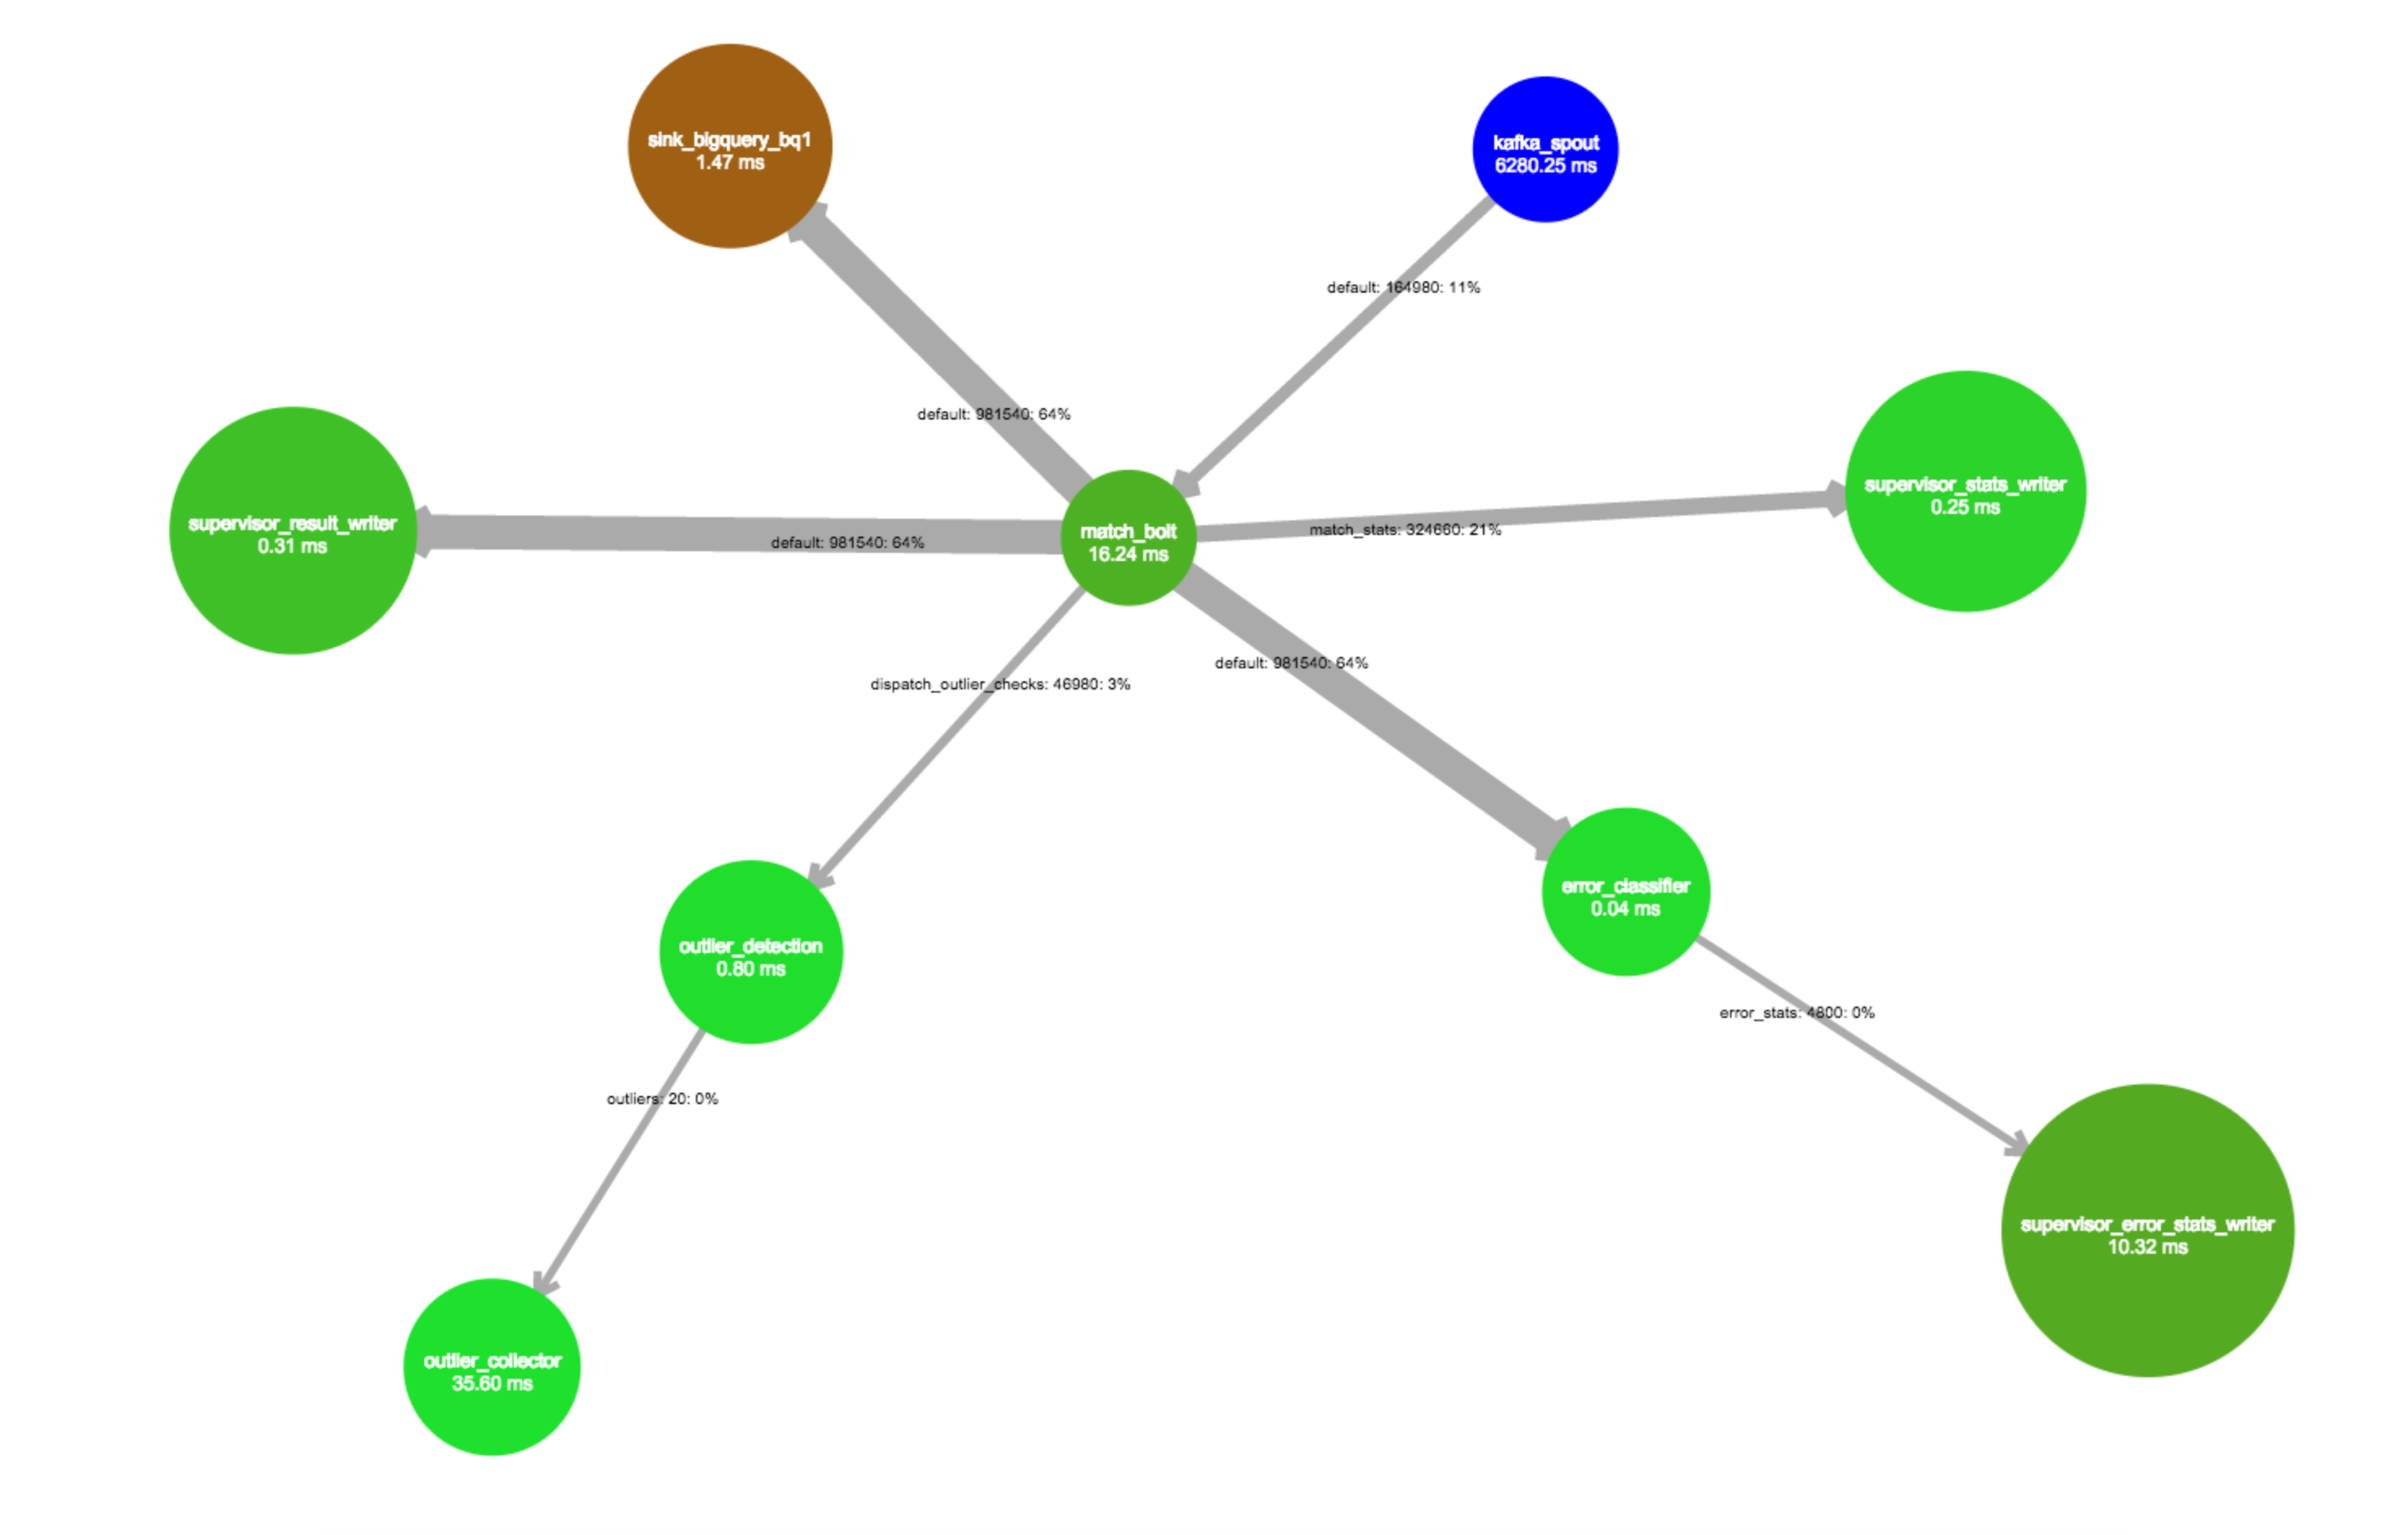 sink_bigquery_bq1
1.47 ms
kafka_spout
6280.25 ms
default: 164980: 11%
default: 981540: 64%
supervisor_stats_writer
0.25 ms
supervisor_result_writer
0.31 ms
default: 981540: 64%
match_bolt
16.24 ms
match_stats: 324660: 21%
default: 981540: 64%
dispatch_outlier_checks: 46980: 3%
error_classifier
0.04 ms
outlier_detection
0.80 ms
error_stats: 4800: 0%
outliers: 20: 0%
supervisor_error_stats_writer
10.32 ms
outlier_collector
35.60 ms